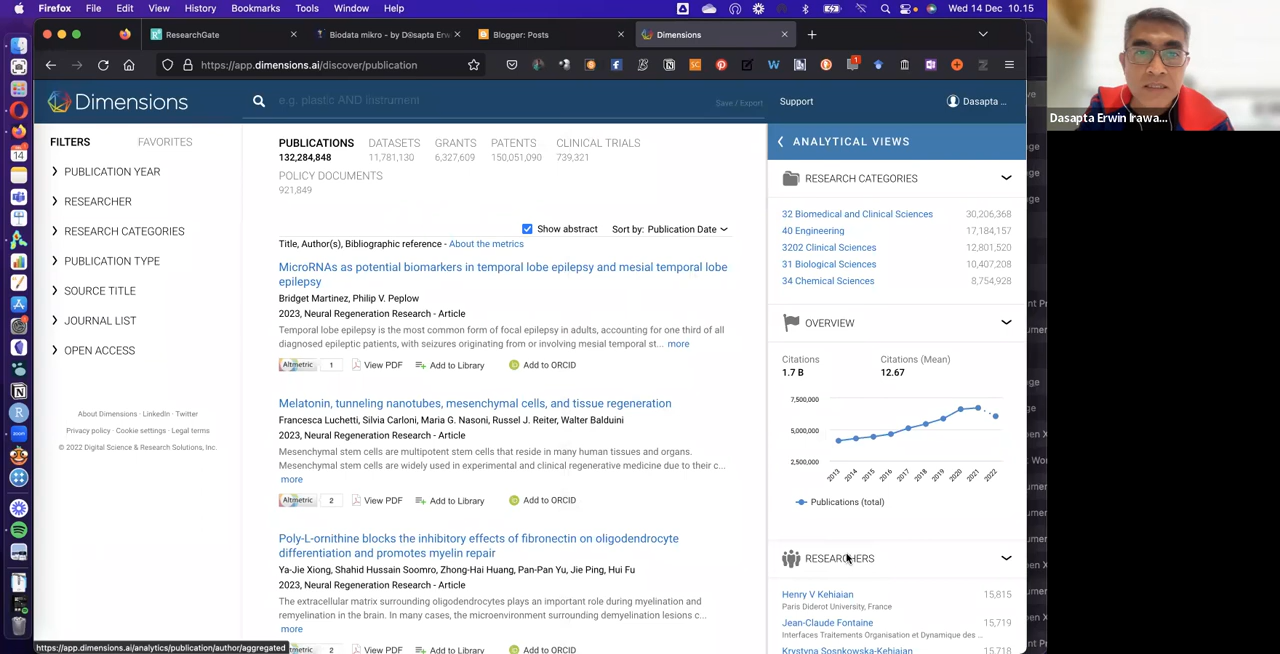 Firefox File Edit View History Bookmarks Tools Window Help
Wed 14 Dec 10.15
ResearchGate
Biodata mikro - by D@sapta Erw
Blogger: Posts
Dimensions
https://app.dimensions.ai/discover/publication
Dimensions
e.g. plastic AND instrument
Save / Export
Support
Dasapta ...
Dasapta Erwin Irawa...
FILTERS
FAVORITES
PUBLICATION YEAR
RESEARCHER
RESEARCH CATEGORIES
PUBLICATION TYPE
SOURCE TITLE
JOURNAL LIST
OPEN ACCESS
About Dimensions · LinkedIn · Twitter
Privacy policy · Cookie settings · Legal terms
© 2022 Digital Science & Research Solutions, Inc.
PUBLICATIONS DATASETS GRANTS PATENTS CLINICAL TRIALS
132,284,848 11,781,130 6,327,609 150,051,090 739,321
POLICY DOCUMENTS
921,849
Show abstract Sort by: Publication Date
Title, Author(s), Bibliographic reference - About the metrics
MicroRNAs as potential biomarkers in temporal lobe epilepsy and mesial temporal lobe
epilepsy
Bridget Martinez, Philip V. Peplow
2023, Neural Regeneration Research - Article
Temporal lobe epilepsy is the most common form of focal epilepsy in adults, accounting for one third of all
diagnosed epileptic patients, with seizures originating from or involving mesial temporal st... more
Altmetric 1 View PDF Add to Library Add to ORCID
Melatonin, tunneling nanotubes, mesenchymal cells, and tissue regeneration
Francesca Luchetti, Silvia Carloni, Maria G. Nasoni, Russel J. Reiter, Walter Balduini
2023, Neural Regeneration Research - Article
Mesenchymal stem cells are multipotent stem cells that reside in many human tissues and organs.
Mesenchymal stem cells are widely used in experimental and clinical regenerative medicine due to their c...
more
Altmetric 2 View PDF Add to Library Add to ORCID
Poly-L-ornithine blocks the inhibitory effects of fibronectin on oligodendrocyte
differentiation and promotes myelin repair
Ya-Jie Xiong, Shahid Hussain Soomro, Zhong-Hai Huang, Pan-Pan Yu, Jie Ping, Hui Fu
2023, Neural Regeneration Research - Article
The extracellular matrix surrounding oligodendrocytes plays an important role during myelination and
remyelination in the brain. In many cases, the microenvironment surrounding demyelination lesions c...
more
Altmetric 2 View PDF Add to Library Add to ORCID
ANALYTICAL VIEWS
RESEARCH CATEGORIES
32 Biomedical and Clinical Sciences 30,206,368
40 Engineering 17,184,157
3202 Clinical Sciences 12,801,520
31 Biological Sciences 10,407,208
34 Chemical Sciences 8,754,928
OVERVIEW
Citations Citations (Mean)
1.7 B 12.67
7,500,000
5,000,000
2,500,000
2013 2014 2015 2016 2017 2018 2019 2020 2021 2022
Publications (total)
RESEARCHERS
Henry V Kehiaian 15,815
Paris Diderot University, France
Jean-Claude Fontaine 15,719
Interfaces Traitements Organisation et Dynamique des ...
Krystyna Sosnkowska-Kehiaian 15,718
https://app.dimensions.ai/analytics/publication/author/aggregated